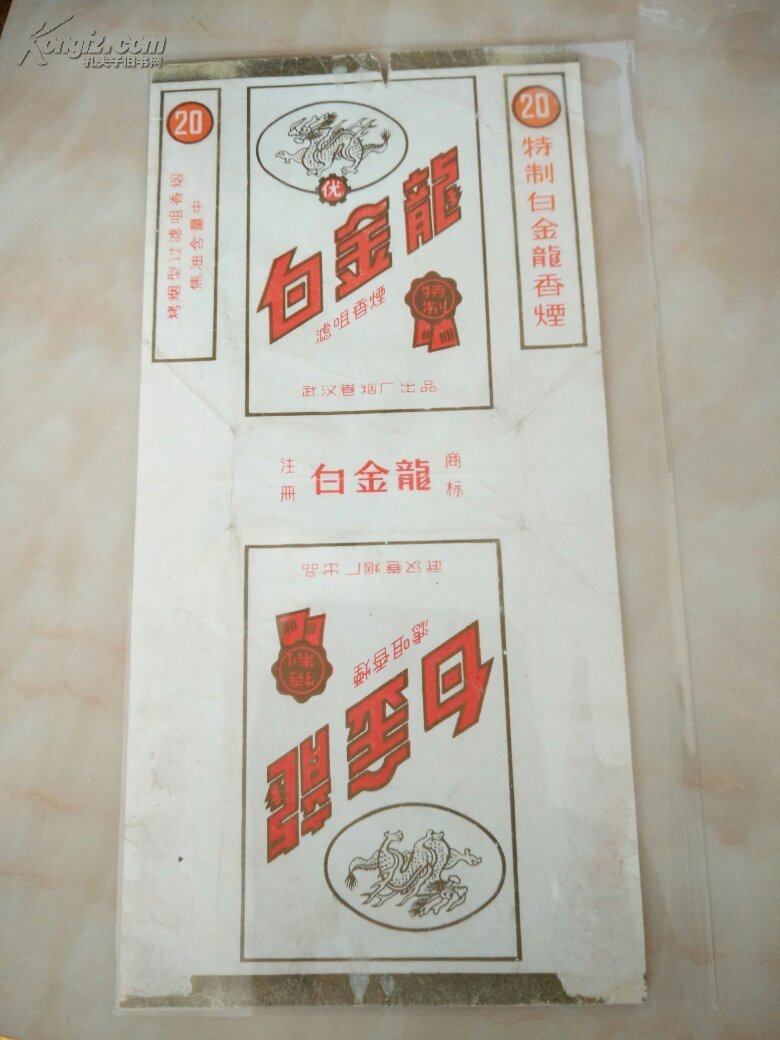 Kongfz.com
孔夫子旧书网
20
烤烟型过滤咀香烟
焦油含量中
优
白金龍
滤咀香煙
特制
武汉卷烟厂出品
20
特制白金龍香煙
注册
白金龍
商标
武汉卷烟厂出品
特制
滤咀香煙
白金龍